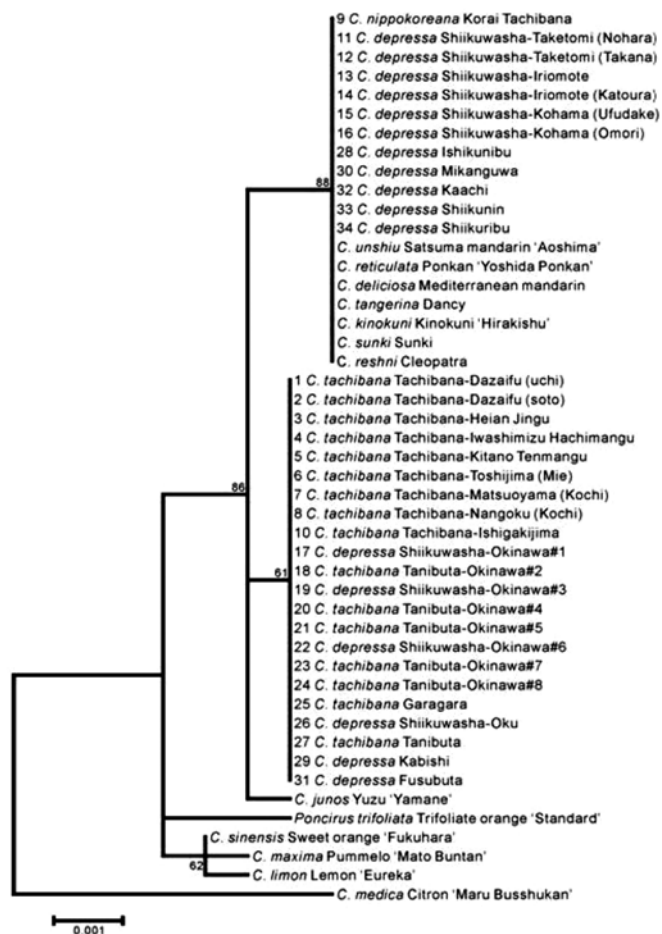 9 C. nippokoreana Korai Tachibana
11 C. depressa Shiikuwasha-Taketomi (Nohara)
12 C. depressa Shiikuwasha-Taketomi (Takana)
13 C. depressa Shiikuwasha-Iriomote
14 C. depressa Shiikuwasha-Iriomote (Katoura)
15 C. depressa Shiikuwasha-Kohama (Ufudake)
16 C. depressa Shiikuwasha-Kohama (Omori)
28 C. depressa Ishikunibu
30 C. depressa Mikanguwa
88
32 C. depressa Kaachi
33 C. depressa Shiikunin
34 C. depressa Shiikuribu
C. unshiu Satsuma mandarin 'Aoshima'
C. reticulata Ponkan 'Yoshida Ponkan'
C. deliciosa Mediterranean mandarin
C. tangerina Dancy
C. kinokuni Kinokuni 'Hirakishu'
C. sunki Sunki
C. reshni Cleopatra
1 C. tachibana Tachibana-Dazaifu (uchi)
2 C. tachibana Tachibana-Dazaifu (soto)
3 C. tachibana Tachibana-Heian Jingu
4 C. tachibana Tachibana-Iwashimizu Hachimangu
5 C. tachibana Tachibana-Kitano Tenmangu
6 C. tachibana Tachibana-Toshijima (Mie)
86
7 C. tachibana Tachibana-Matsuoyama (Kochi)
8 C. tachibana Tachibana-Nangoku (Kochi)
10 C. tachibana Tachibana-Ishigakijima
17 C. depressa Shiikuwasha-Okinawa#1
61
18 C. tachibana Tanibuta-Okinawa#2
19 C. depressa Shiikuwasha-Okinawa#3
20 C. tachibana Tanibuta-Okinawa#4
21 C. tachibana Tanibuta-Okinawa#5
22 C. depressa Shiikuwasha-Okinawa#6
23 C. tachibana Tanibuta-Okinawa#7
24 C. tachibana Tanibuta-Okinawa#8
25 C. tachibana Garagara
26 C. depressa Shiikuwasha-Oku
27 C. tachibana Tanibuta
29 C. depressa Kabishi
31 C. depressa Fusubuta
C. junos Yuzu 'Yamane'
Poncirus trifoliata Trifoliate orange 'Standard'
C. sinensis Sweet orange 'Fukuhara'
C. maxima Pummelo 'Mato Buntan'
62
C. limon Lemon 'Eureka'
C. medica Citron 'Maru Busshukan'
0.001